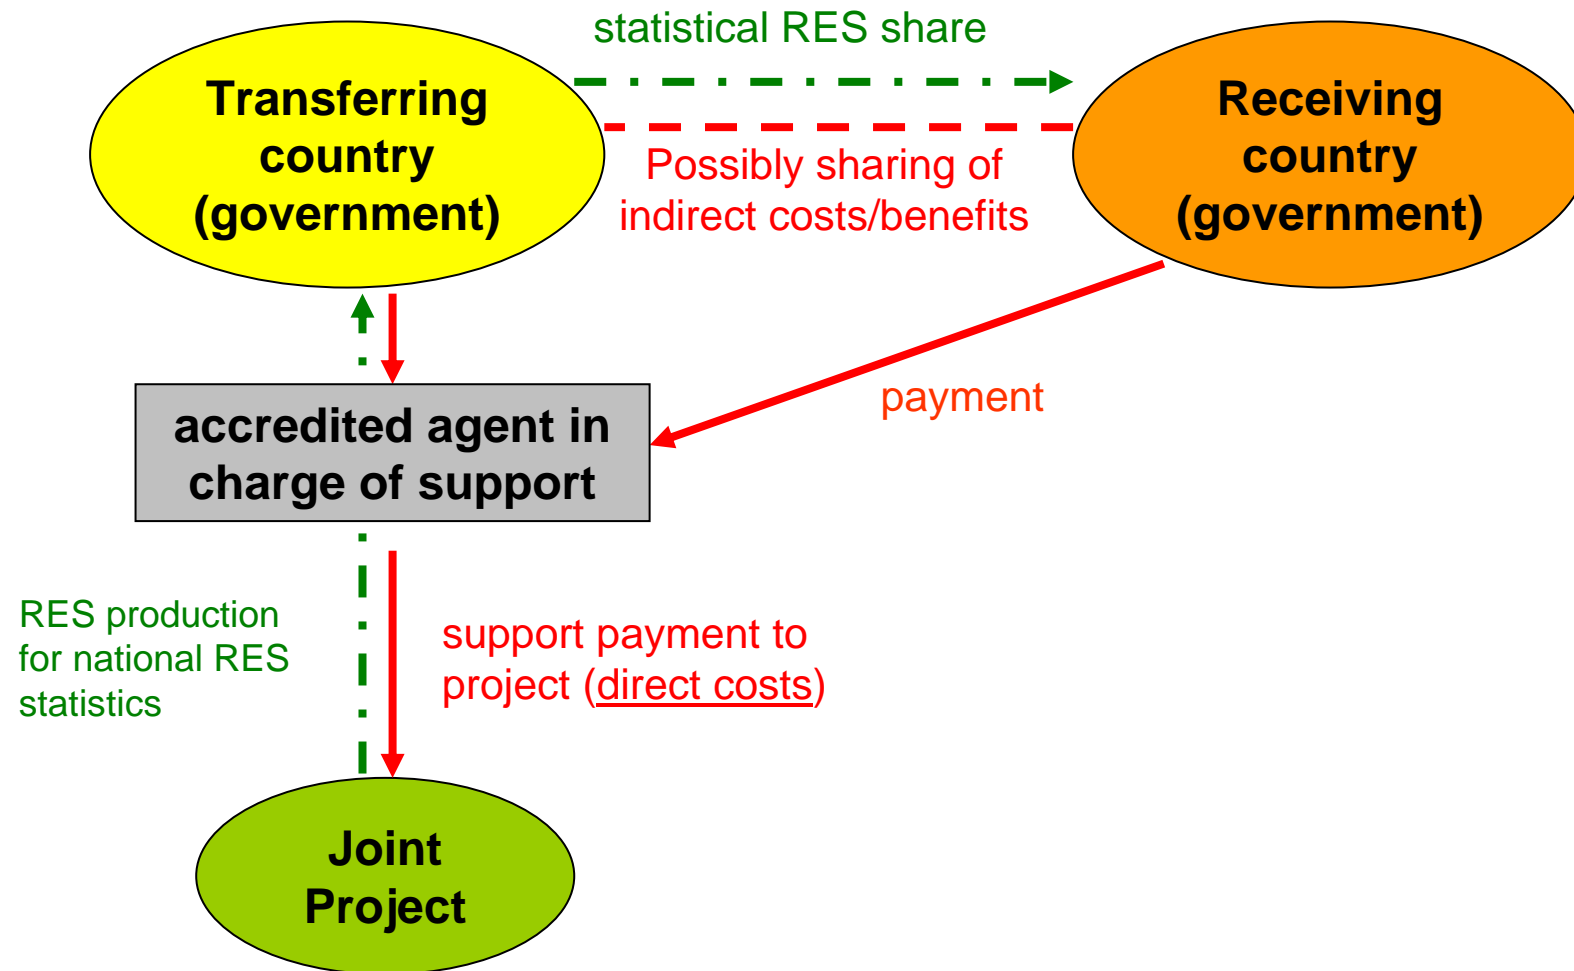 statistical RES share
Transferring
country
(government)
Receiving
country
(government)
Possibly sharing of
indirect costs/benefits
payment
accredited agent in
charge of support
RES production
for national RES
statistics
support payment to
project (direct costs)
Joint
Project